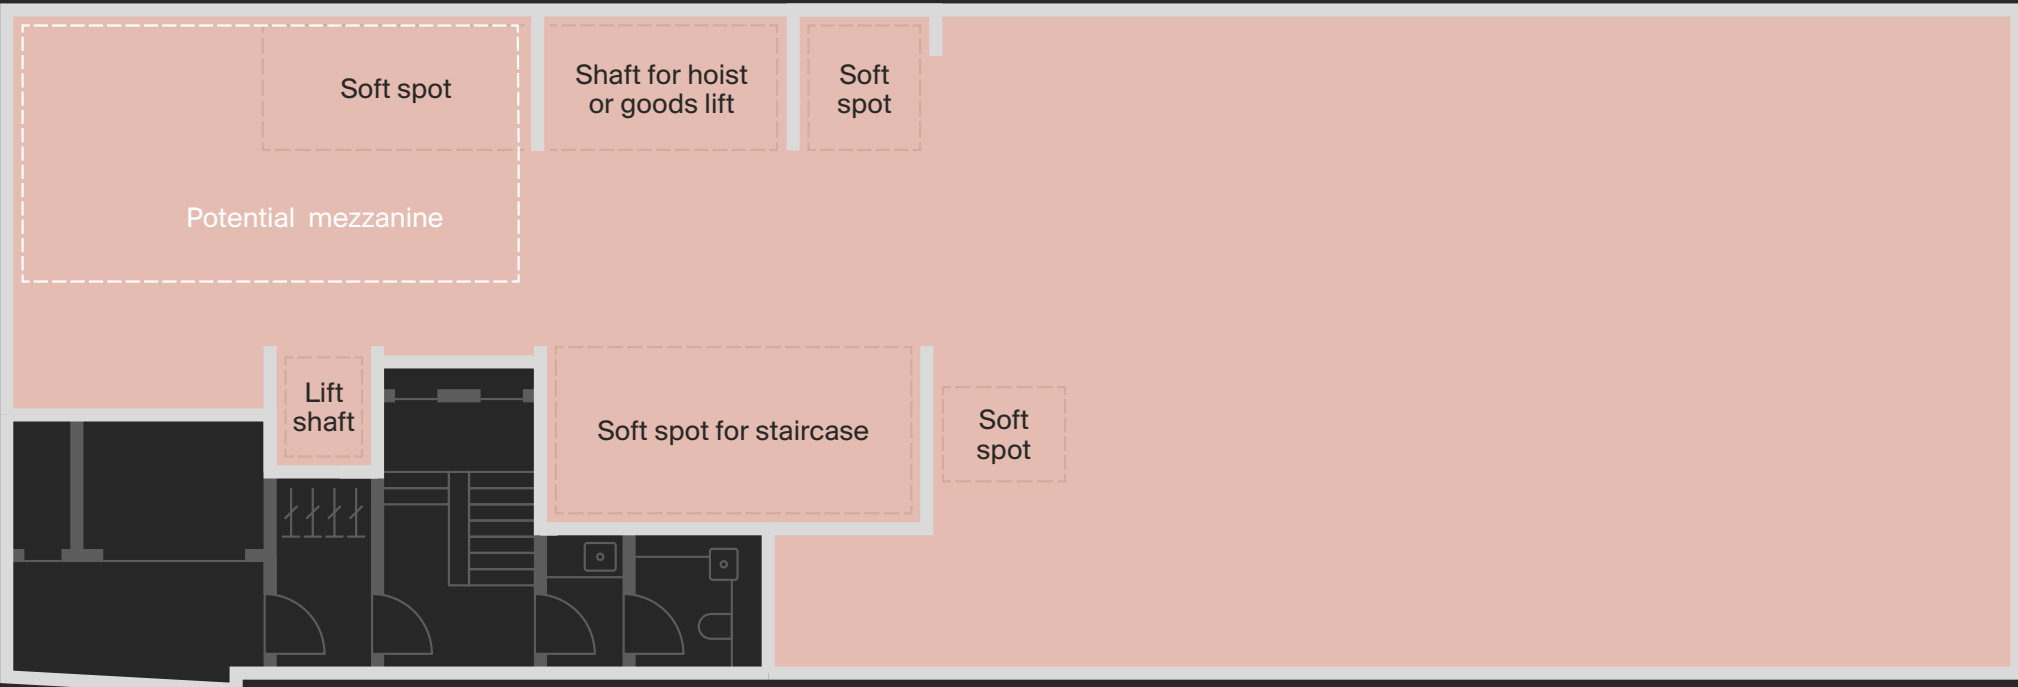 Soft spot
Shaft for hoist
or goods lift
Soft
spot
Potential mezzanine
Lift
shaft
Soft spot for staircase
Soft
spot